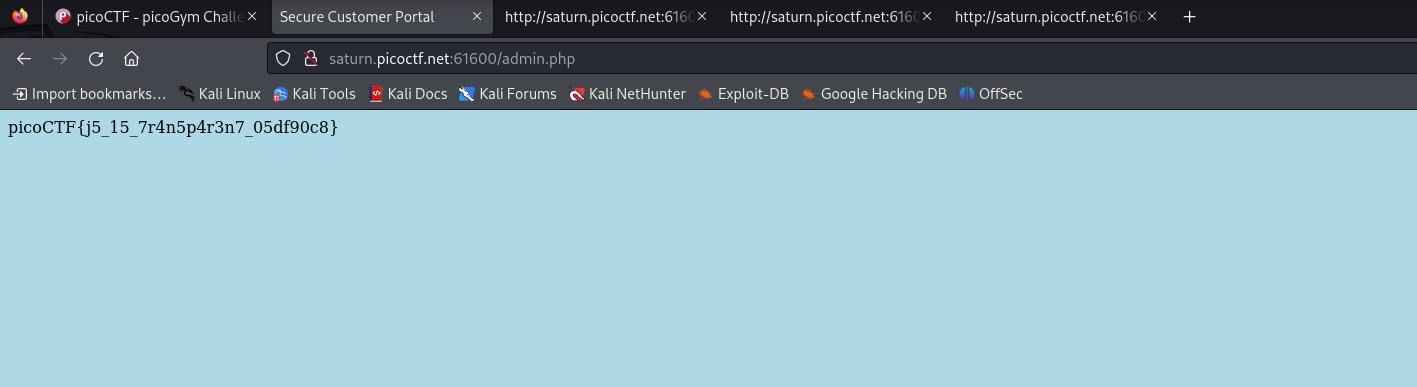 picoCTF - picoGym Challe
Secure Customer Portal
http://saturn.picoctf.net:6160
http://saturn.picoctf.net:6160
http://saturn.picoctf.net:6160
saturn.picoctf.net:61600/admin.php
Import bookmarks...
Kali Linux
Kali Tools
Kali Docs
Kali Forums
Kali NetHunter
Exploit-DB
Google Hacking DB
OffSec
picoCTF{j5_15_7r4n5p4r3n7_05df90c8}